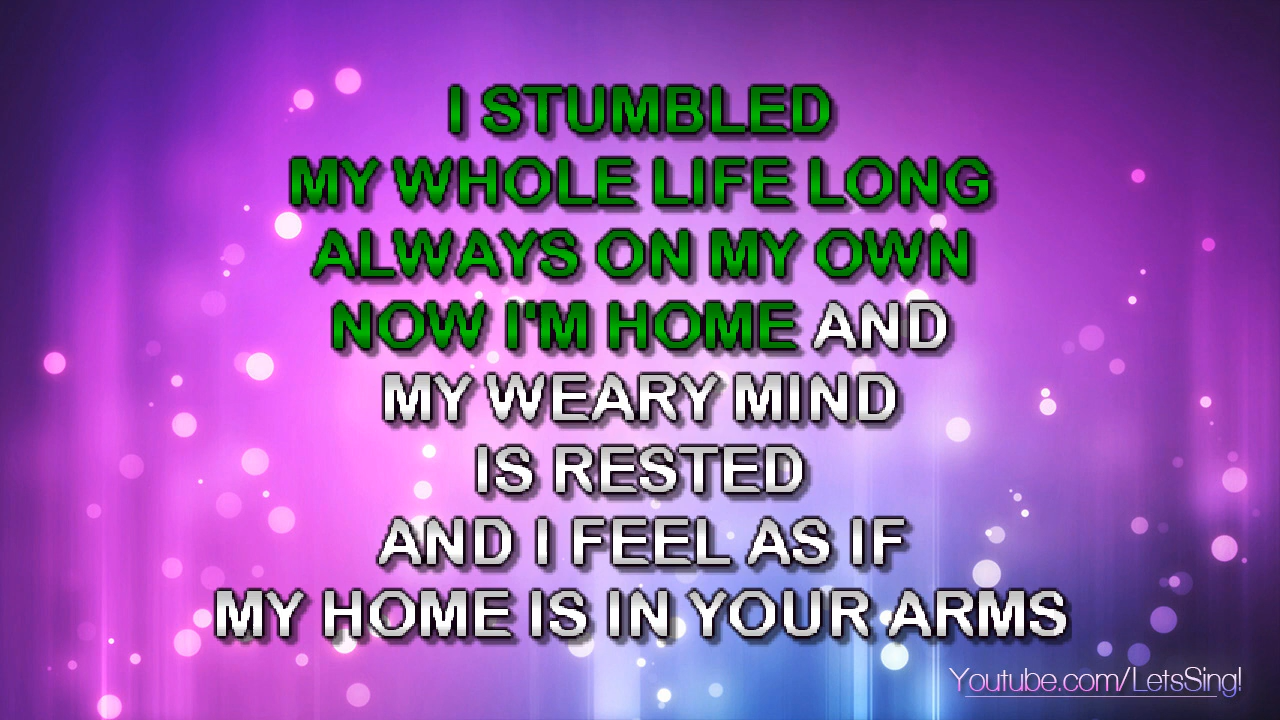 I STUMBLED
MY WHOLE LIFE LONG
ALWAYS ON MY OWN
NOW I'M HOME AND
MY WEARY MIND
IS RESTED
AND I FEEL AS IF
MY HOME IS IN YOUR ARMS
Youtube.com/LetsSing!